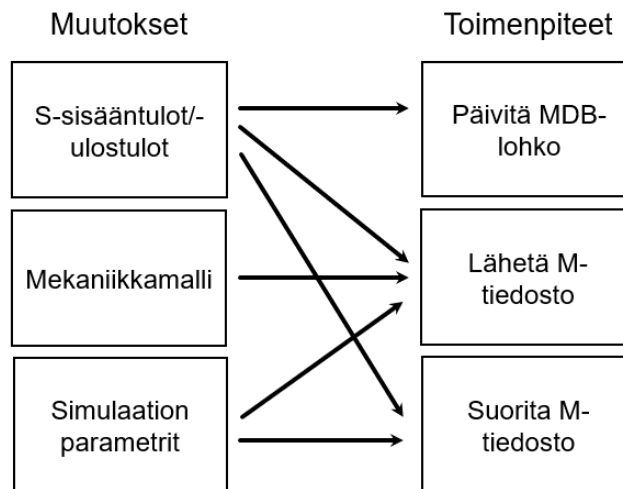 Muutokset
Toimenpiteet
S-sisääntulot/-
ulostulot
Päivitä MDB-
lohko
Mekaniikkamalli
Lähetä M-
tiedosto
Simulaation
parametrit
Suorita M-
tiedosto